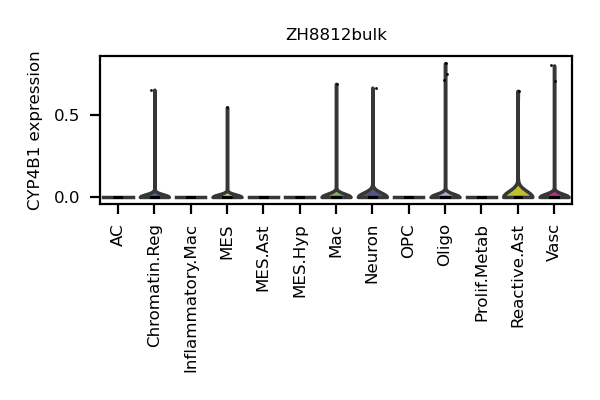 ZH8812bulk
CYP4B1 expression
0.5
0.0
AC
Chromatin.Reg
Inflammatory.Mac
MES
MES.Ast
MES.Hyp
Mac
Neuron
OPC
Oligo
Prolif.Metab
Reactive.Ast
Vasc